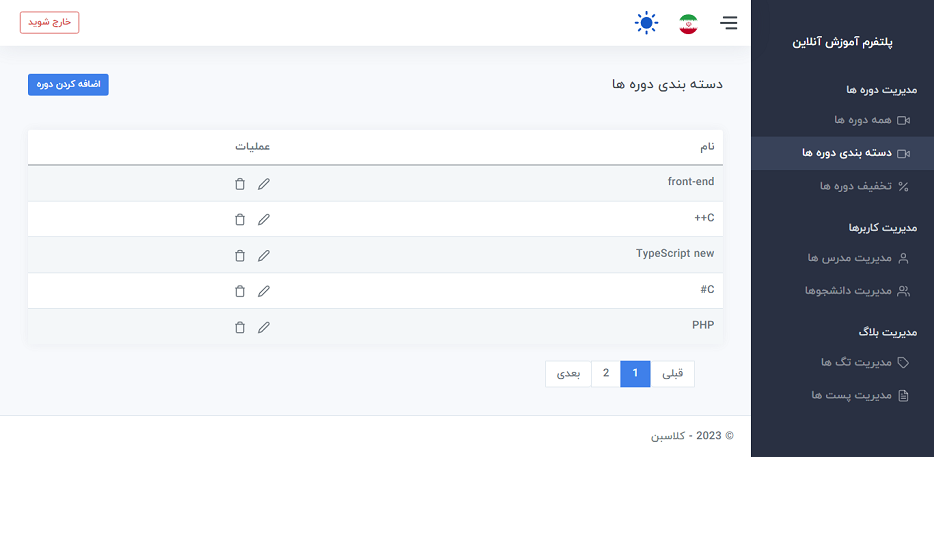 پلتفرم آموزش آنلاین
مدیریت دوره ها
همه دوره ها
دسته بندی دوره ها
تخفیف دوره ها
مدیریت کاربرها
مدیریت مدرس ها
مدیریت دانشجوها
مدیریت بلاگ
مدیریت تگ ها
مدیریت پست ها
خارج شوید
دسته بندی دوره ها
اضافه کردن دوره
نام عملیات
front-end
++C
TypeScript new
#C
PHP
قبلی 1 2 بعدی
© 2023 - کلاسبن